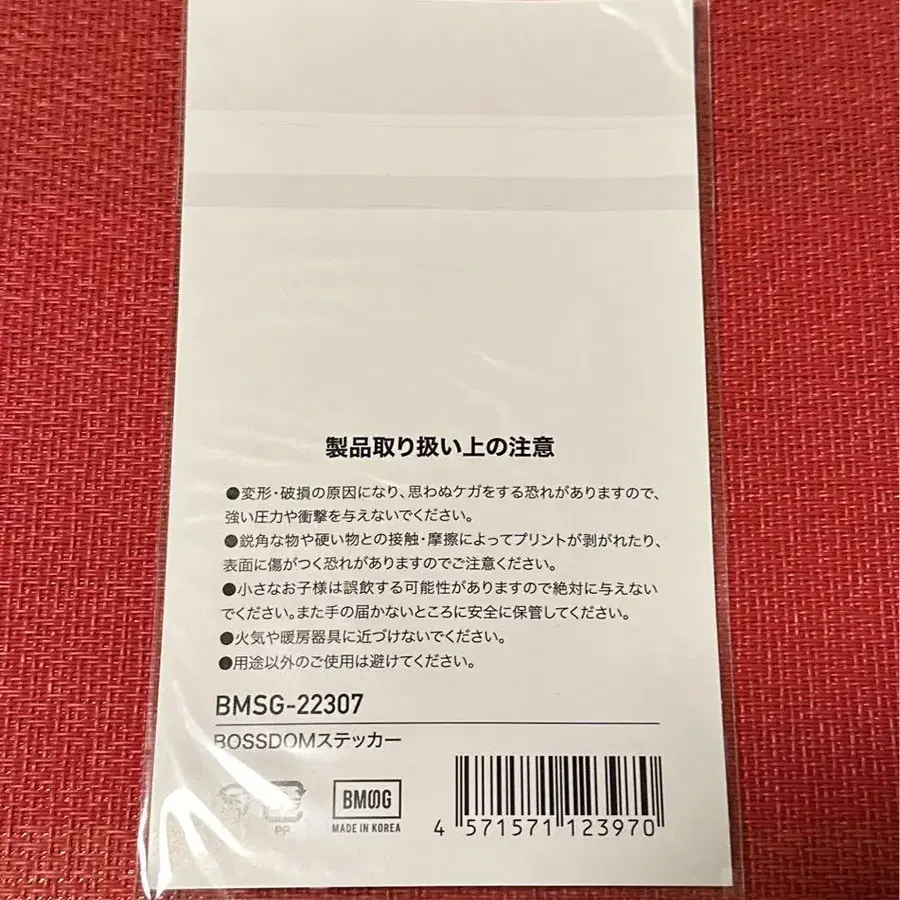 製品取り扱い上の注意
●変形・破損の原因になり、思わぬケガをする恐れがありますので、
強い圧力や衝撃を与えないでください。
●鋭角な物や硬い物との接触・摩擦によってプリントが剥がれたり、
表面に傷がつく恐れがありますのでご注意ください。
●小さなお子様は誤飲する可能性がありますので絶対に与えない
でください。また手の届かないところに安全に保管してください。
●火気や暖房器具に近づけないでください。
●用途以外のご使用は避けてください。
BMSG-22307
BOSSDOMステッカー
PP
BMSG
MADE IN KOREA
4 571571 123970